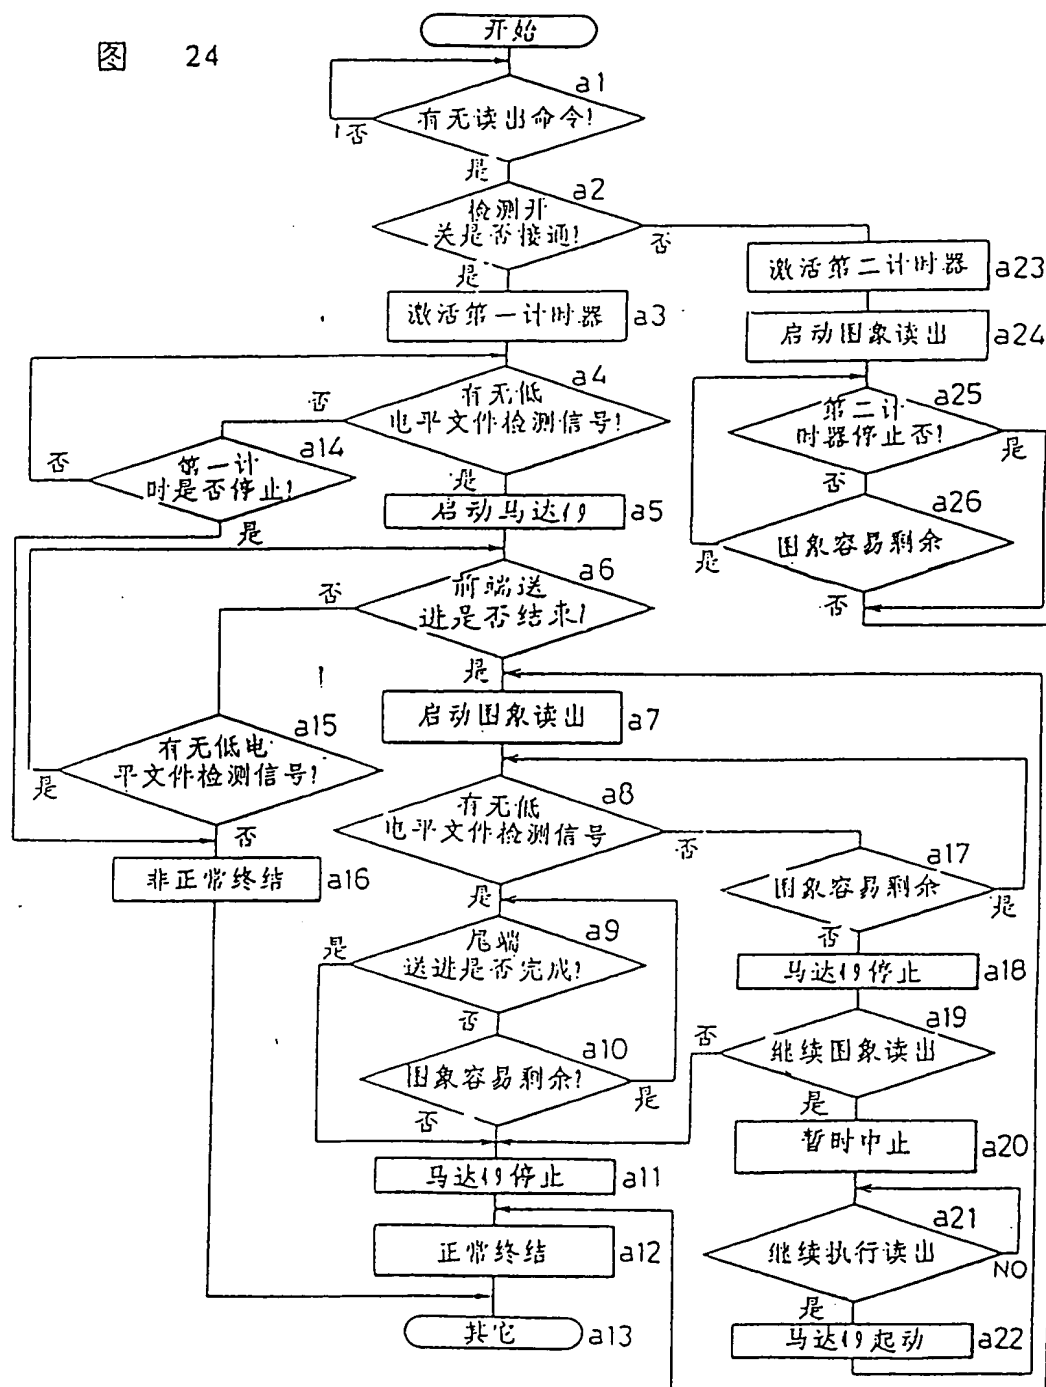 图 24
开始
a1
有无读出命令!
否
是
a2
检测开
关是否接通!
否
是
激活第一计时器
a3
激活第二计时器
a23
启动图象读出
a24
a4
有无低
电平文件检测信号!
否
是
a14
第一计
时是否停止!
否
是
a25
第二计
时器停止否!
是
否
a26
图象容易剩余
是
否
启动马达19
a5
a6
前端送
进是否结束!
否
是
启动图象读出
a7
a15
有无低电
平文件检测信号!
是
否
非正常终结
a16
a8
有无低
电平文件检测信号
否
是
a17
图象容易剩余
是
否
马达19停止
a18
a9
尾端
送进是否完成!
是
否
a10
图象容易剩余?
是
否
a19
继续图象读出
否
是
暂时中止
a20
马达19停止
a11
a21
继续执行读出
NO
是
正常终结
a12
马达19起动
a22
其它
a13